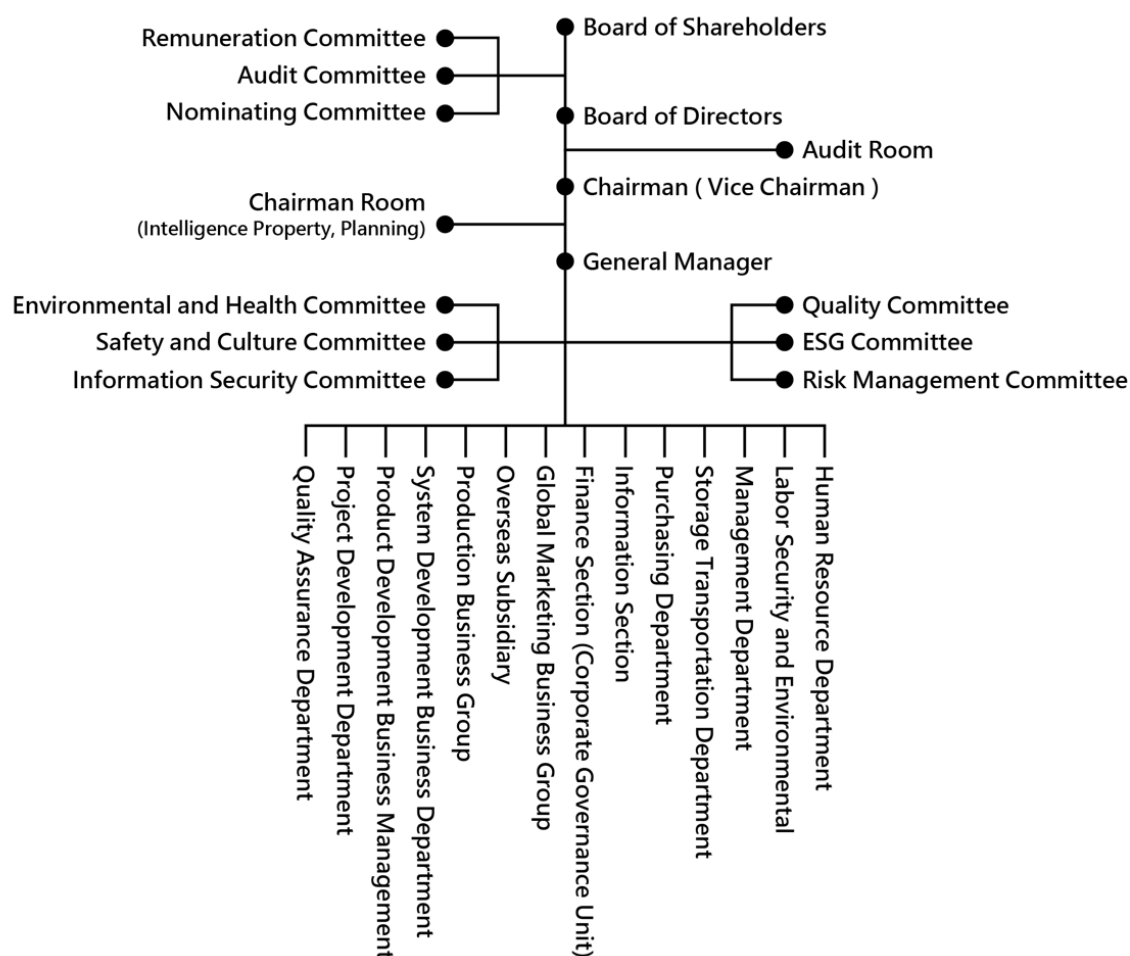 Remuneration Committee
Board of Shareholders
Audit Committee
Nominating Committee
Board of Directors
Audit Room
Chairman ( Vice Chairman )
Chairman Room
(Intelligence Property, Planning)
General Manager
Environmental and Health Committee
Quality Committee
Safety and Culture Committee
ESG Committee
Information Security Committee
Risk Management Committee
Quality Assurance Department
Project Development Department
Product Development Business Management
System Development Business Department
Production Business Group
Overseas Subsidiary
Global Marketing Business Group
Finance Section (Corporate Governance Unit)
Information Section
Purchasing Department
Storage Transportation Department
Management Department
Labor Security and Environmental
Human Resource Department